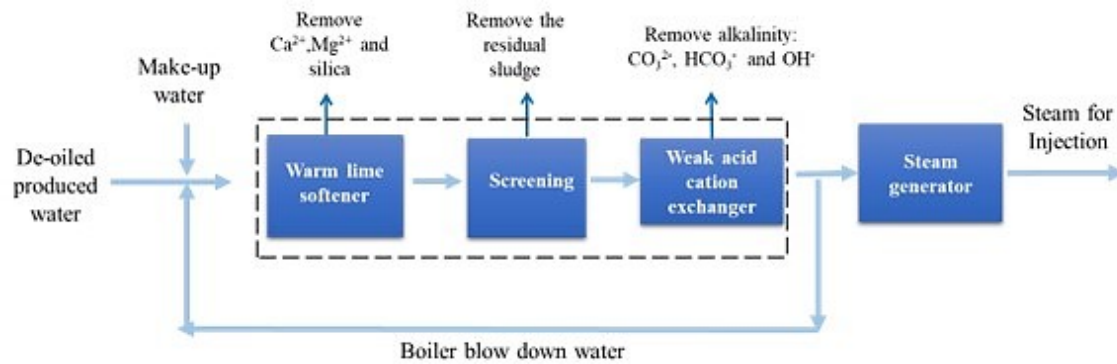 Remove
Ca²⁺,Mg²⁺ and
silica
Remove the
residual
sludge
Remove alkalinity:
CO₃²⁻, HCO₃⁻ and OH⁻
Make-up
water
De-oiled
produced
water
Warm lime
softener
Screening
Weak acid
cation
exchanger
Steam
generator
Steam for
Injection
Boiler blow down water